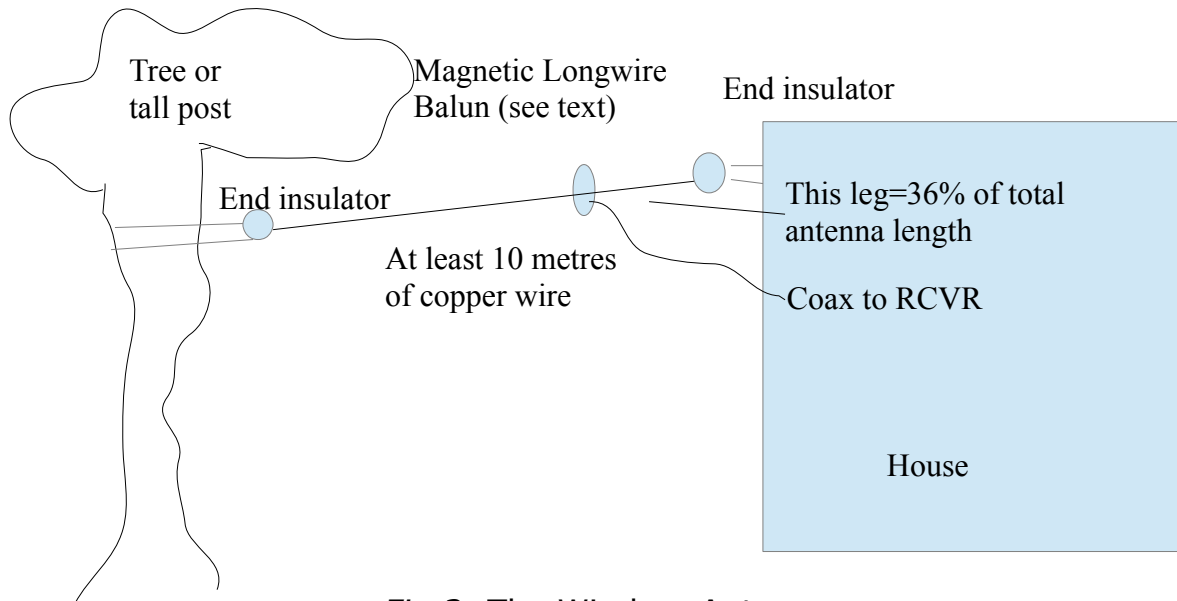 Tree or
tall post
Magnetic Longwire
Balun (see text)
End insulator
End insulator
This leg=36% of total
antenna length
At least 10 metres
of copper wire
Coax to RCVR
House